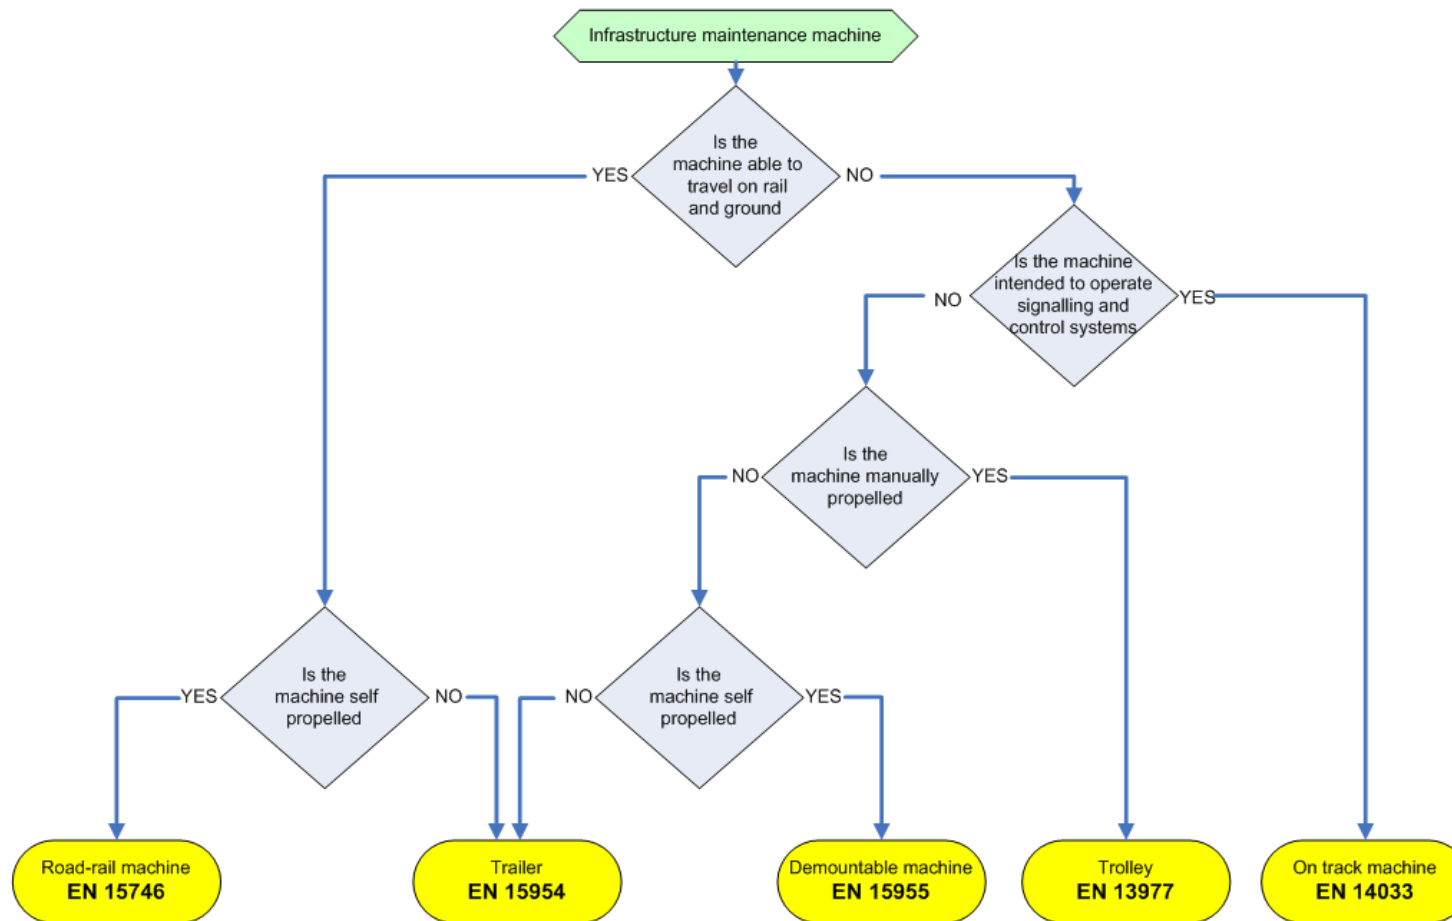 Infrastructure maintenance machine
Is the
machine able to
travel on rail
and ground
YES
NO
Is the machine
intended to operate
signalling and
control systems
NO
YES
Is the
machine manually
propelled
NO
YES
Is the
machine self
propelled
YES
NO
Is the
machine self
propelled
NO
YES
Road-rail machine
EN 15746
Trailer
EN 15954
Demountable machine
EN 15955
Trolley
EN 13977
On track machine
EN 14033